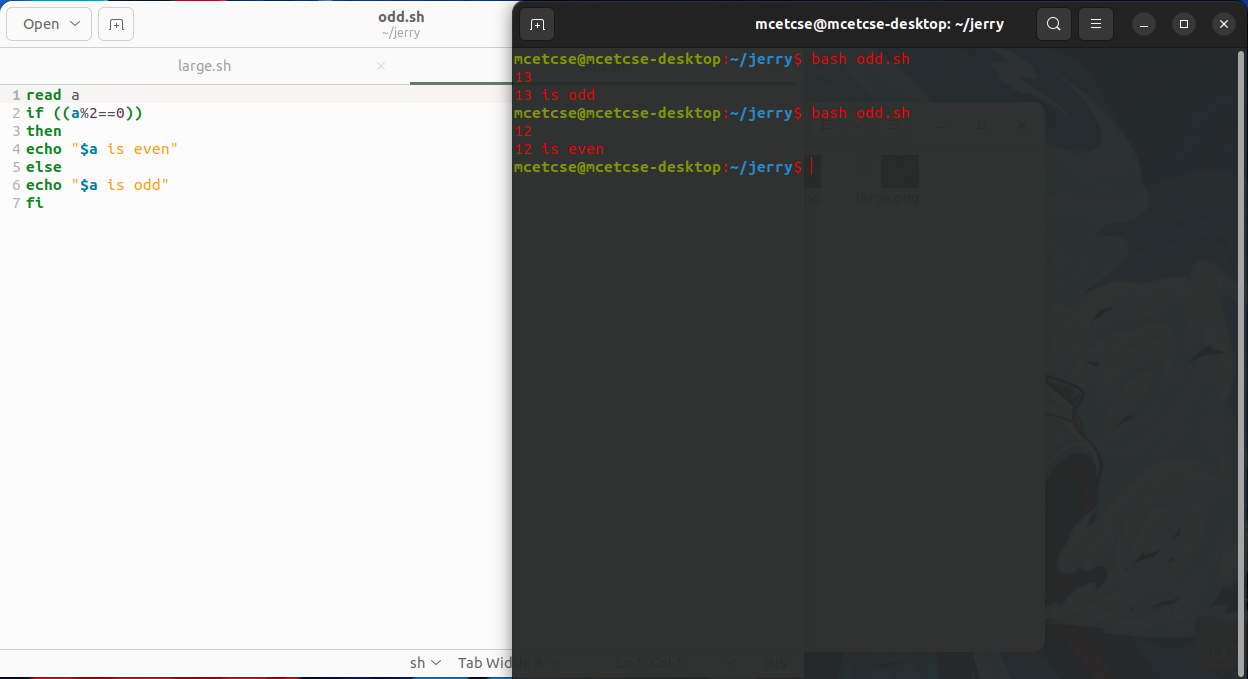 Open
odd.sh
~/jerry
large.sh
1 read a
2 if ((a%2==0))
3 then
4 echo "$a is even"
5 else
6 echo "$a is odd"
7 fi
sh
Tab Width: 8
Ln 1, Col 1
INS
mcetcse@mcetcse-desktop: ~/jerry
mcetcse@mcetcse-desktop:~/jerry$ bash odd.sh
13
13 is odd
mcetcse@mcetcse-desktop:~/jerry$ bash odd.sh
12
12 is even
mcetcse@mcetcse-desktop:~/jerry$
large.png